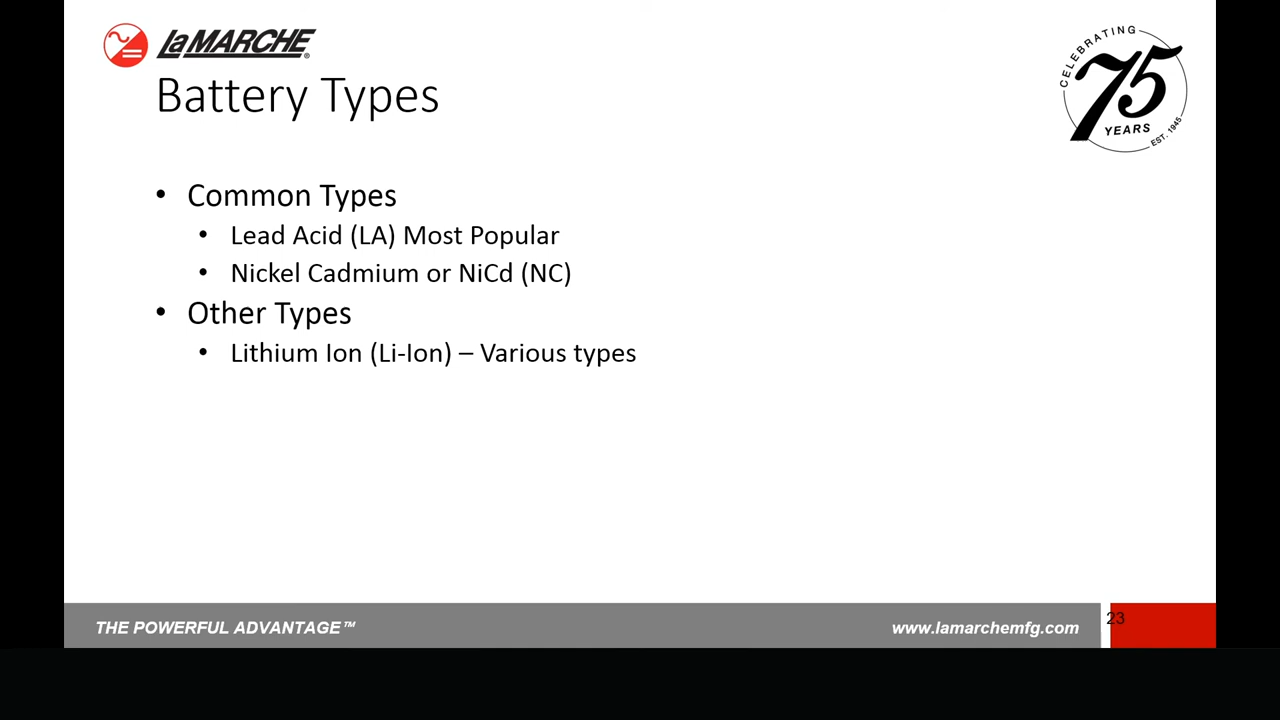 LaMARCHE®
Battery Types
CELEBRATING
75
YEARS
EST. 1945
• Common Types
• Lead Acid (LA) Most Popular
• Nickel Cadmium or NiCd (NC)
• Other Types
• Lithium Ion (Li-Ion) – Various types
THE POWERFUL ADVANTAGE™
www.lamarchemfg.com
23